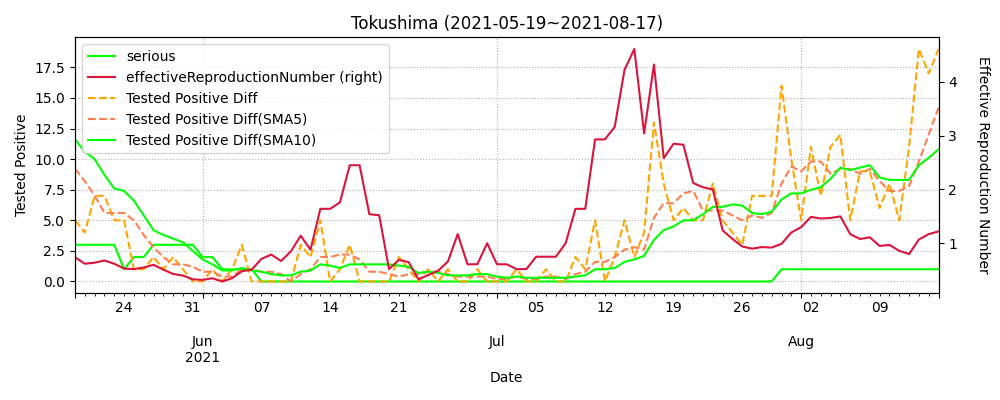 Tokushima (2021-05-19~2021-08-17)
serious
effectiveReproductionNumber (right)
Tested Positive Diff
Tested Positive Diff(SMA5)
Tested Positive Diff(SMA10)
Tested Positive
17.5
15.0
12.5
10.0
7.5
5.0
2.5
0.0
4
3
2
1
Effective Reproduction Number
24 31 07 14 21 28 05 12 19 26 02 09
Jun Jul Aug
2021
Date